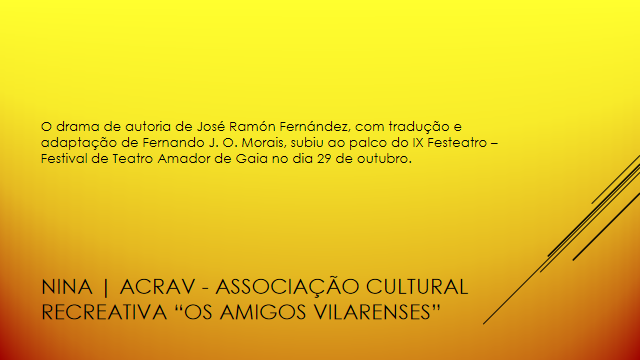 O drama de autoria de José Ramón Fernández, com tradução e
adaptação de Fernando J. O. Morais, subiu ao palco do IX Festeatro –
Festival de Teatro Amador de Gaia no dia 29 de outubro.
NINA | ACRAV - ASSOCIAÇÃO CULTURAL
RECREATIVA “OS AMIGOS VILARENSES”